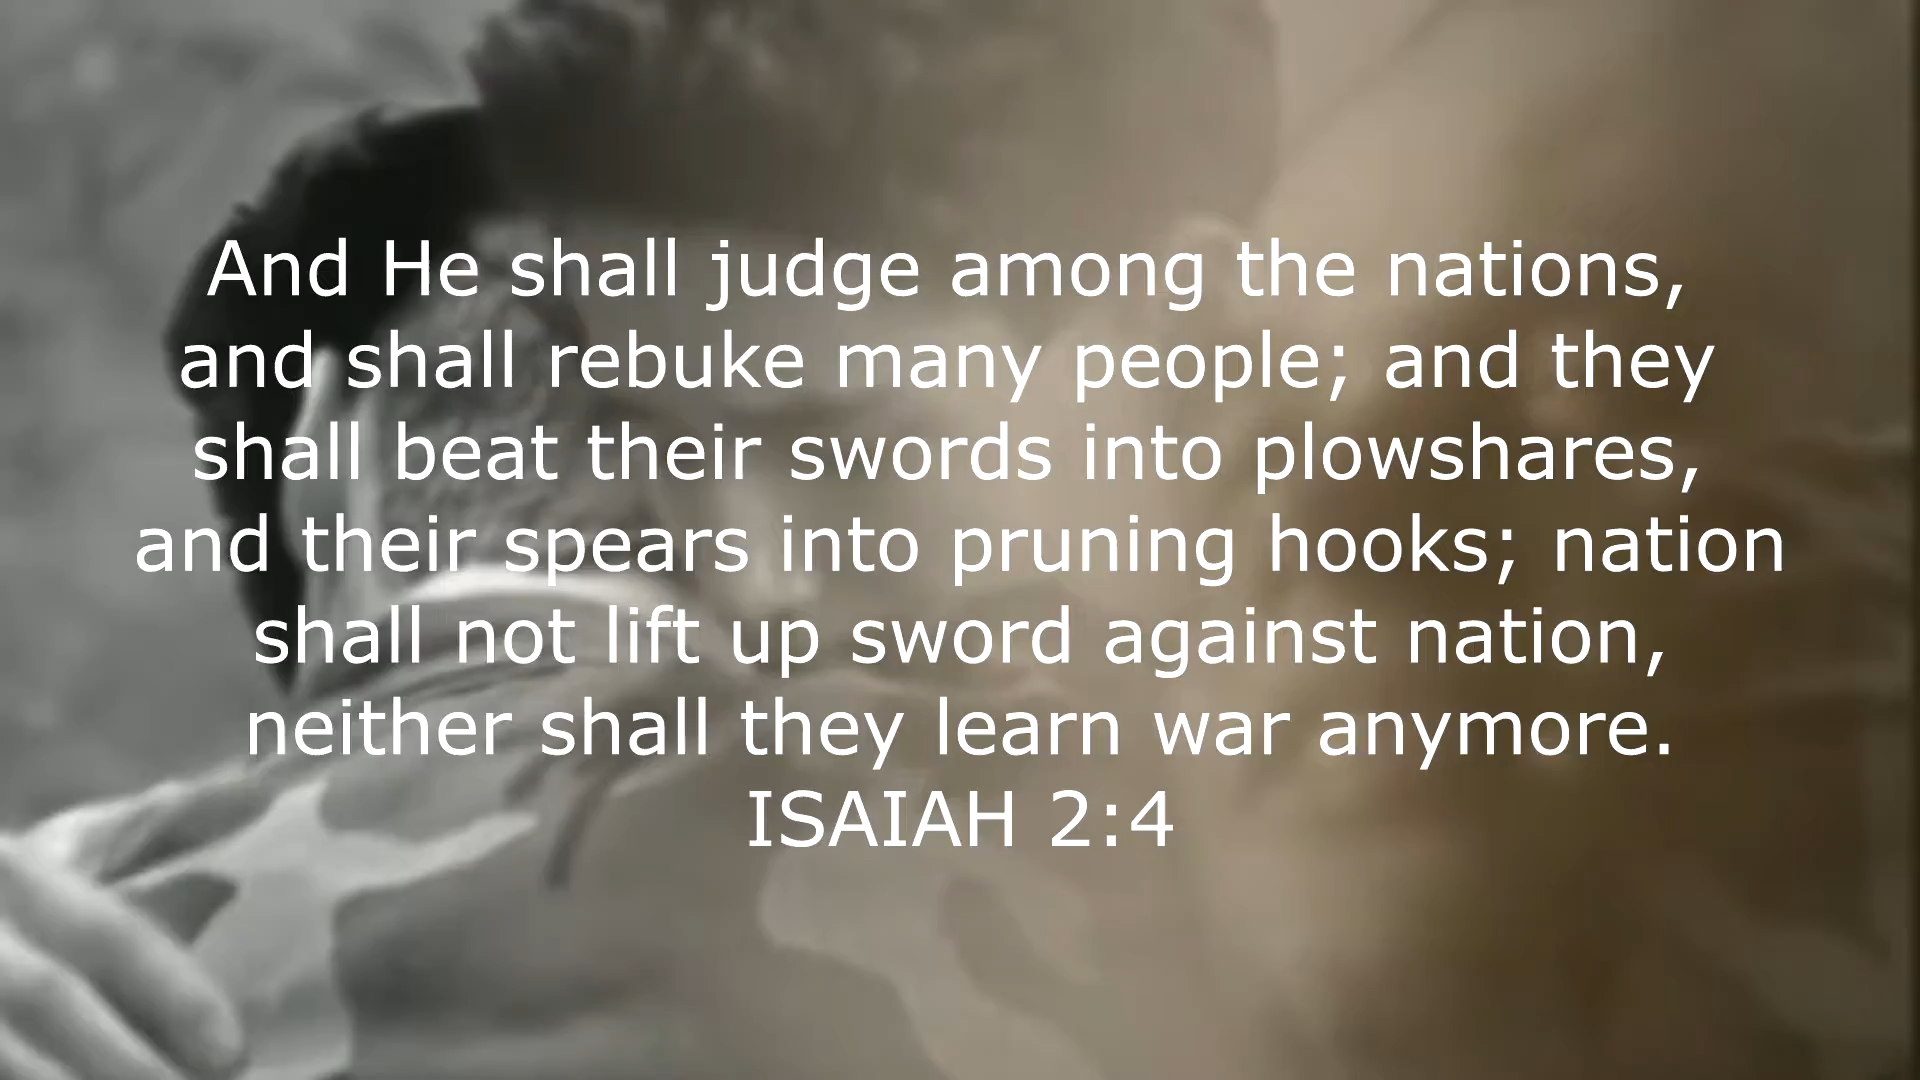 And He shall judge among the nations,
and shall rebuke many people; and they
shall beat their swords into plowshares,
and their spears into pruning hooks; nation
shall not lift up sword against nation,
neither shall they learn war anymore.
ISAIAH 2:4